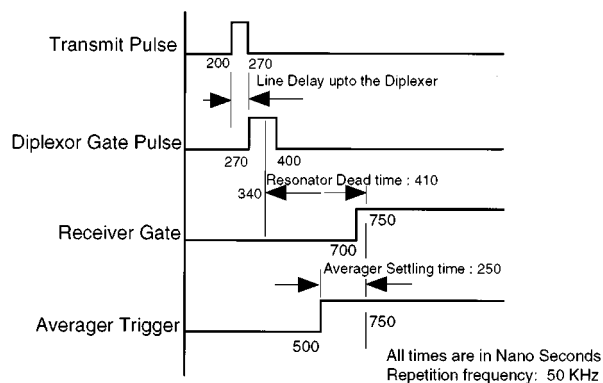 Transmit Pulse
200 270
Line Delay upto the Diplexer
Diplexor Gate Pulse
270 400
Resonator Dead time : 410
340
750
Receiver Gate
700
Averager Settling time : 250
750
Averager Trigger
500
All times are in Nano Seconds
Repetition frequency: 50 KHz